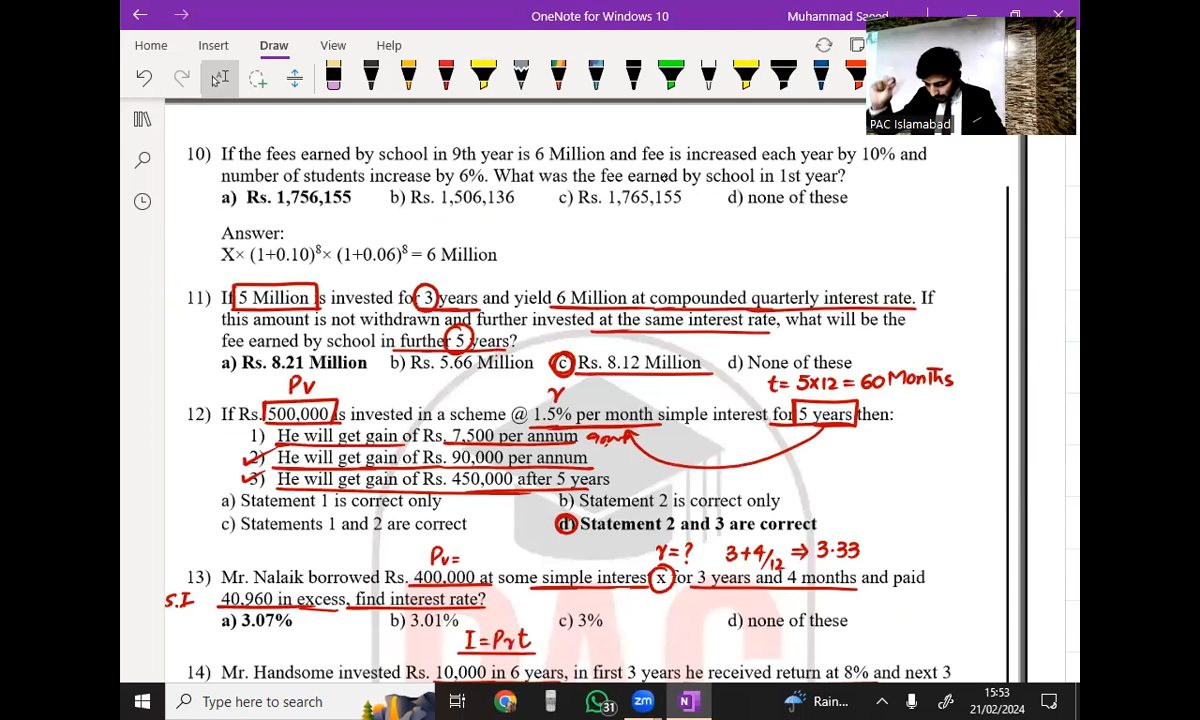 OneNote for Windows 10
Muhammad Saeed
Home Insert Draw View Help
PAC Islamabad
10) If the fees earned by school in 9th year is 6 Million and fee is increased each year by 10% and
number of students increase by 6%. What was the fee earned by school in 1st year?
a) Rs. 1,756,155 b) Rs. 1,506,136 c) Rs. 1,765,155 d) none of these
Answer:
X× (1+0.10)⁸× (1+0.06)⁸ = 6 Million
11) If 5 Million is invested for 3 years and yield 6 Million at compounded quarterly interest rate. If
this amount is not withdrawn and further invested at the same interest rate, what will be the
fee earned by school in further 5 years?
a) Rs. 8.21 Million b) Rs. 5.66 Million c) Rs. 8.12 Million d) None of these
PV r t= 5x12 = 60 Months
12) If Rs. 500,000 is invested in a scheme @ 1.5% per month simple interest for 5 years then:
1) He will get gain of Rs. 7,500 per annum
2) He will get gain of Rs. 90,000 per annum
3) He will get gain of Rs. 450,000 after 5 years
a) Statement 1 is correct only b) Statement 2 is correct only
c) Statements 1 and 2 are correct d) Statement 2 and 3 are correct
Pv= r=? 3+4/12 ⇒ 3.33
13) Mr. Nalaik borrowed Rs. 400,000 at some simple interest x for 3 years and 4 months and paid
S.I 40,960 in excess, find interest rate?
a) 3.07% b) 3.01% c) 3% d) none of these
I=Prt
14) Mr. Handsome invested Rs. 10,000 in 6 years, in first 3 years he received return at 8% and next 3
Type here to search
31
zm
N
Rain...
15:53
21/02/2024